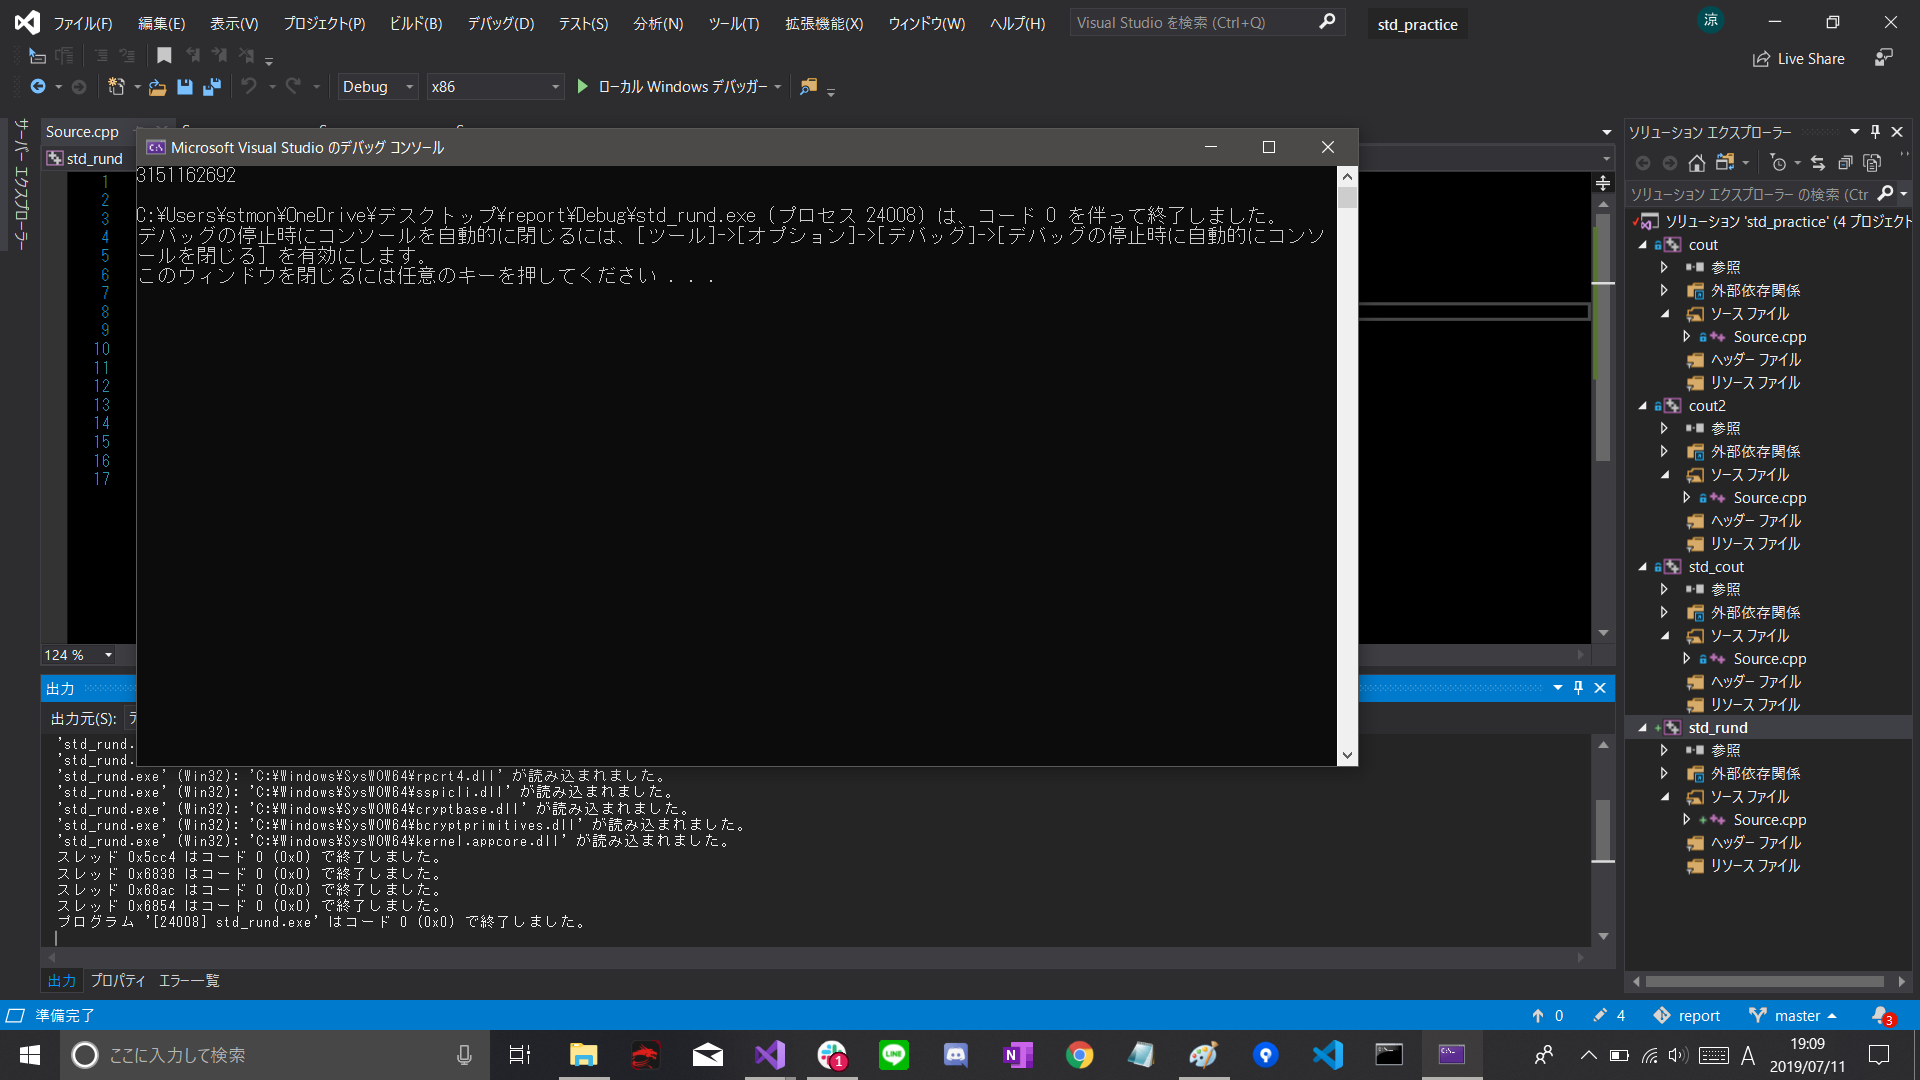 ファイル(F) 編集(E) 表示(V) プロジェクト(P) ビルド(B) デバッグ(D) テスト(S) 分析(N) ツール(T) 拡張機能(X) ウィンドウ(W) ヘルプ(H) Visual Studio を検索 (Ctrl+Q) std_practice 涼
Live Share
Debug x86 ローカル Windows デバッガー
サーバー エクスプローラー
Source.cpp
std_rund
1
2
3
4
5
6
7
8
9
10
11
12
13
14
15
16
17
124 %
Microsoft Visual Studio のデバッグ コンソール
3151162692
C:¥Users¥stmon¥OneDrive¥デスクトップ¥report¥Debug¥std_rund.exe (プロセス 24008) は、コード 0 を伴って終了しました。
デバッグの停止時にコンソールを自動的に閉じるには、[ツール]->[オプション]->[デバッグ]->[デバッグの停止時に自動的にコンソ
ールを閉じる] を有効にします。
このウィンドウを閉じるには任意のキーを押してください . . .
出力
出力元(S): デ
'std_rund.
'std_rund.
'std_rund.exe' (Win32): 'C:¥Windows¥SysWOW64¥rpcrt4.dll' が読み込まれました。
'std_rund.exe' (Win32): 'C:¥Windows¥SysWOW64¥sspicli.dll' が読み込まれました。
'std_rund.exe' (Win32): 'C:¥Windows¥SysWOW64¥cryptbase.dll' が読み込まれました。
'std_rund.exe' (Win32): 'C:¥Windows¥SysWOW64¥bcryptprimitives.dll' が読み込まれました。
'std_rund.exe' (Win32): 'C:¥Windows¥SysWOW64¥kernel.appcore.dll' が読み込まれました。
スレッド 0x5cc4 はコード 0 (0x0) で終了しました。
スレッド 0x6838 はコード 0 (0x0) で終了しました。
スレッド 0x68ac はコード 0 (0x0) で終了しました。
スレッド 0x6854 はコード 0 (0x0) で終了しました。
プログラム '[24008] std_rund.exe' はコード 0 (0x0) で終了しました。
出力 プロパティ エラー一覧
ソリューション エクスプローラー
ソリューション エクスプローラー の検索 (Ctr
ソリューション 'std_practice' (4 プロジェクト
cout
参照
外部依存関係
ソース ファイル
Source.cpp
ヘッダー ファイル
リソース ファイル
cout2
参照
外部依存関係
ソース ファイル
Source.cpp
ヘッダー ファイル
リソース ファイル
std_cout
参照
外部依存関係
ソース ファイル
Source.cpp
ヘッダー ファイル
リソース ファイル
std_rund
参照
外部依存関係
ソース ファイル
Source.cpp
ヘッダー ファイル
リソース ファイル
準備完了 0 4 report master 3
ここに入力して検索 1 LINE A 19:09
2019/07/11